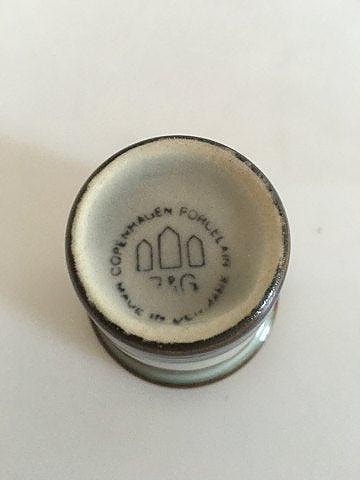 COPENHAGEN PORCELAIN
B&G
MADE IN DENMARK